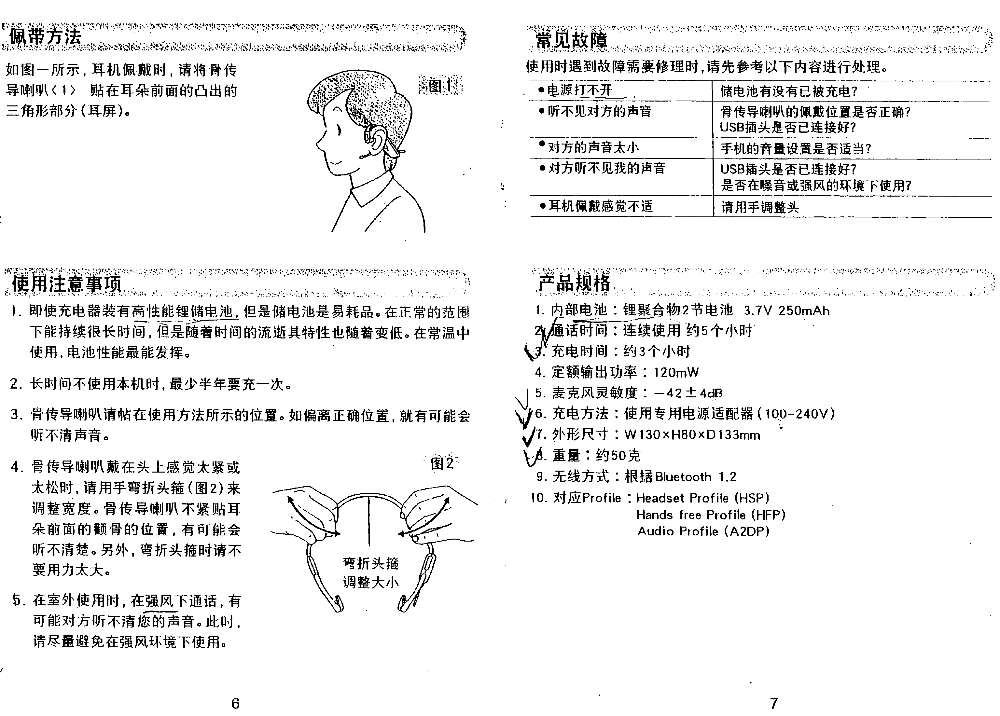 佩带方法
如图一所示，耳机佩戴时，请将骨传
导喇叭〈1〉 贴在耳朵前面的凸出的
三角形部分（耳屏）。
图1
使用注意事项
1. 即使充电器装有高性能锂储电池，但是储电池是易耗品。在正常的范围
下能持续很长时间，但是随着时间的流逝其特性也随着变低。在常温中
使用，电池性能最能发挥。
2. 长时间不使用本机时，最少半年要充一次。
3. 骨传导喇叭请帖在使用方法所示的位置。如偏离正确位置，就有可能会
听不清声音。
4. 骨传导喇叭戴在头上感觉太紧或
太松时，请用手弯折头箍（图2）来
调整宽度。骨传导喇叭不紧贴耳
朵前面的颧骨的位置，有可能会
听不清楚。另外，弯折头箍时请不
要用力太大。
图2
弯折头箍
调整大小
5. 在室外使用时，在强风下通话，有
可能对方听不清您的声音。此时，
请尽量避免在强风环境下使用。
6
常见故障
使用时遇到故障需要修理时，请先参考以下内容进行处理。
●电源打不开 储电池有没有已被充电？
●听不见对方的声音 骨传导喇叭的佩戴位置是否正确？
USB插头是否已连接好？
●对方的声音太小 手机的音量设置是否适当？
●对方听不见我的声音 USB插头是否已连接好？
是否在噪音或强风的环境下使用？
●耳机佩戴感觉不适 请用手调整头
产品规格
1. 内部电池：锂聚合物2节电池 3.7V 250mAh
2. 通话时间：连续使用 约5个小时
3. 充电时间：约3个小时
4. 定额输出功率：120mW
5. 麦克风灵敏度：－42±4dB
6. 充电方法：使用专用电源适配器（100-240V）
7. 外形尺寸：W130×H80×D133mm
8. 重量：约50克
9. 无线方式：根据Bluetooth 1.2
10. 对应Profile：Headset Profile (HSP)
Hands free Profile (HFP)
Audio Profile (A2DP)
7